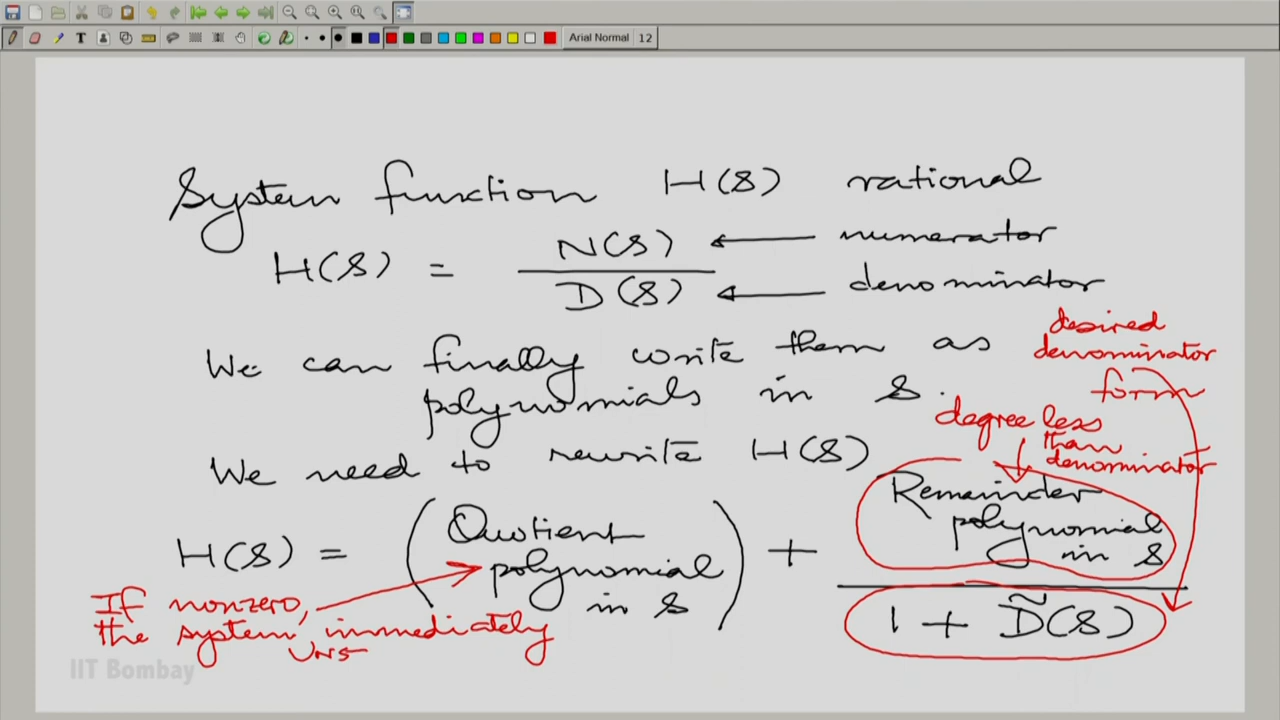 Arial Normal 12
System function H(s) rational
H(s) = N(s) / D(s)
← numerator
← denominator
We can finally write them as
polynomials in s.
We need to rewrite H(s)
H(s) = (Quotient polynomial in s) + Remainder polynomial in s / 1 + D̃(s)
desired
denominator
form
degree less
than
denominator
If nonzero,
the system immediately
UNS
IIT Bombay